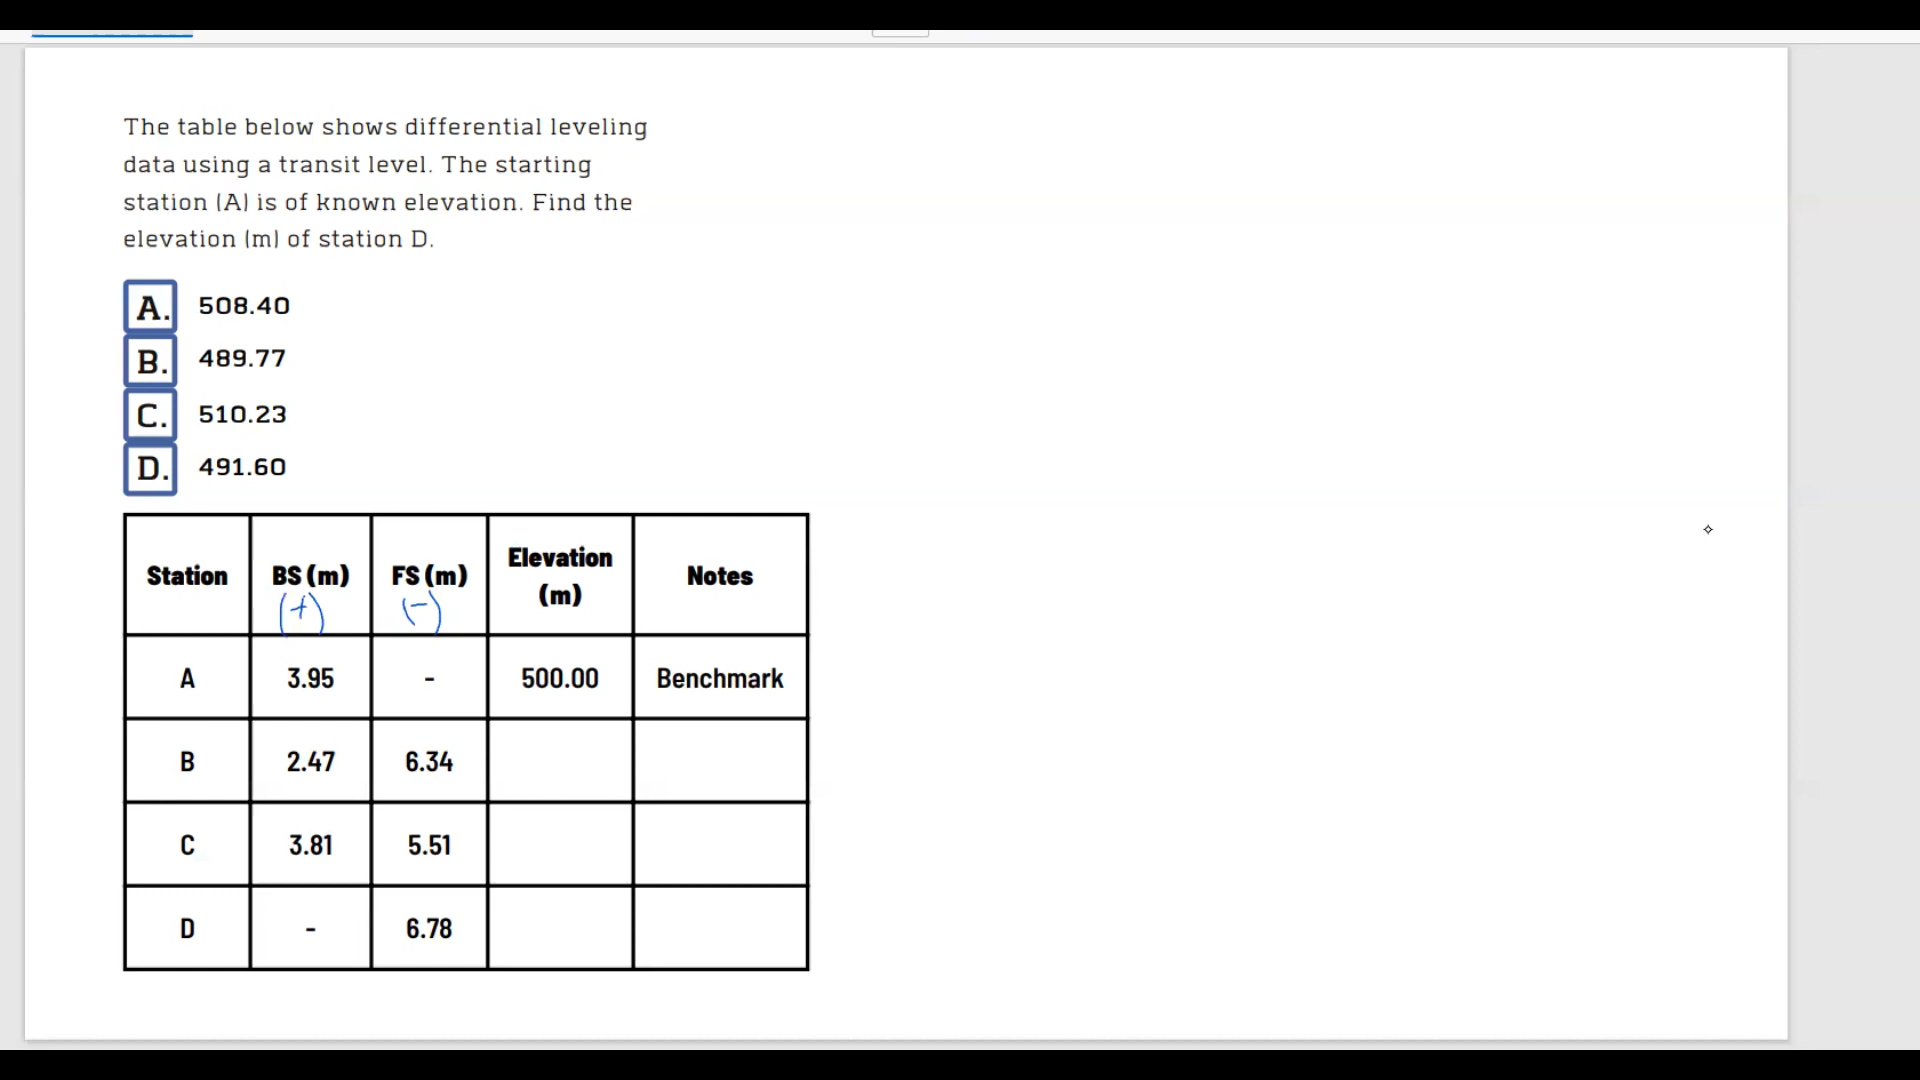 The table below shows differential leveling
data using a transit level. The starting
station (A) is of known elevation. Find the
elevation (m) of station D.
A. 508.40
B. 489.77
C. 510.23
D. 491.60
Station BS (m) FS (m) Elevation (m) Notes
(+) (-)
A 3.95 - 500.00 Benchmark
B 2.47 6.34
C 3.81 5.51
D - 6.78